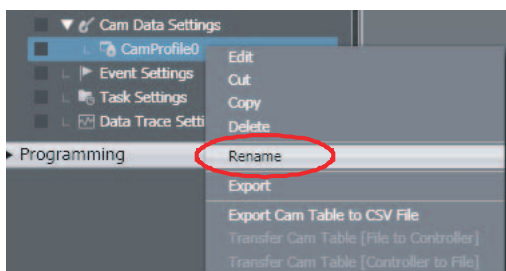 Cam Data Settings
CamProfile0
Event Settings
Task Settings
Data Trace Setti
Programming
Edit
Cut
Copy
Delete
Rename
Export
Export Cam Table to CSV File
Transfer Cam Table [File to Controller]
Transfer Cam Table [Controller to File]